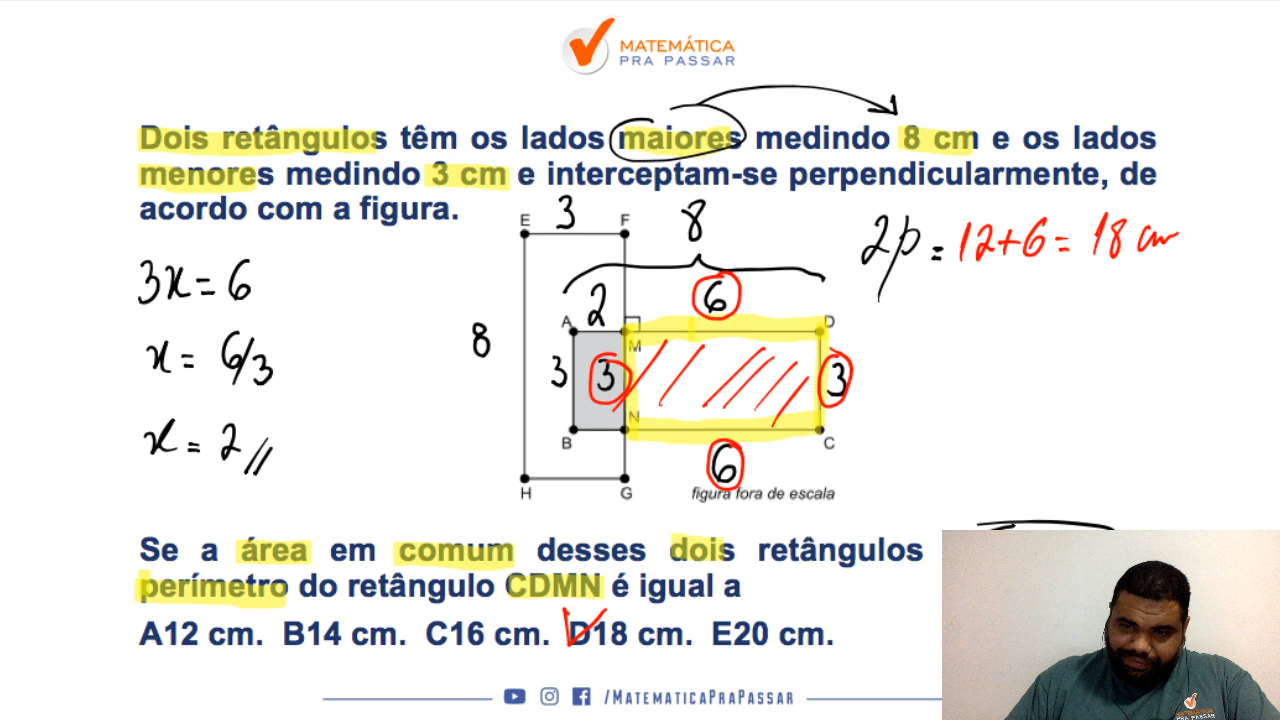 MATEMÁTICA
PRA PASSAR
Dois retângulos têm os lados maiores medindo 8 cm e os lados
menores medindo 3 cm e interceptam-se perpendicularmente, de
acordo com a figura.
E 3 F 8
2p = 12+6 = 18 cm
3x = 6
x = 6/3
x = 2 //
A 2 6 D
8
M
3 3 3
N
B 6 C
H G figura fora de escala
Se a área em comum desses dois retângulos
perímetro do retângulo CDMN é igual a
A12 cm. B14 cm. C16 cm. D18 cm. E20 cm.
/MATEMATICAPRAPASSAR